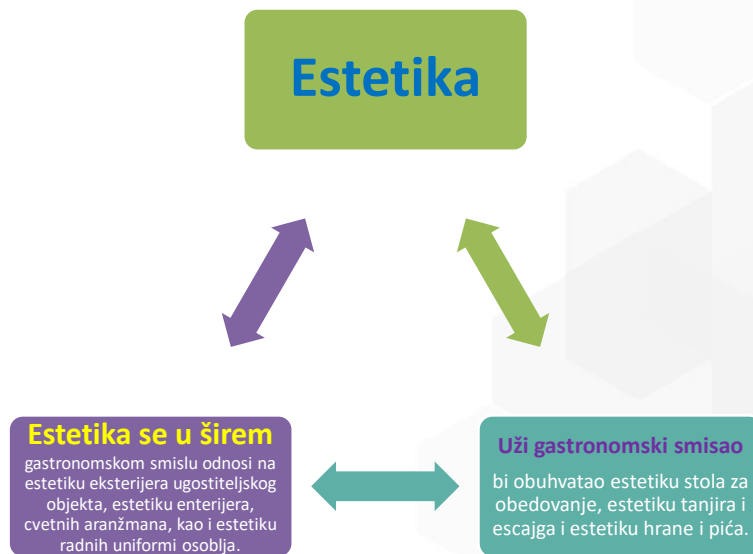 Estetika
Estetika se u širem
gastronomskom smislu odnosi na
estetiku eksterijera ugostiteljskog
objekta, estetiku enterijera,
cvetnih aranžmana, kao i estetiku
radnih uniformi osoblja.
Uži gastronomski smisao
bi obuhvatao estetiku stola za
obedovanje, estetiku tanjira i
escajga i estetiku hrane i pića.